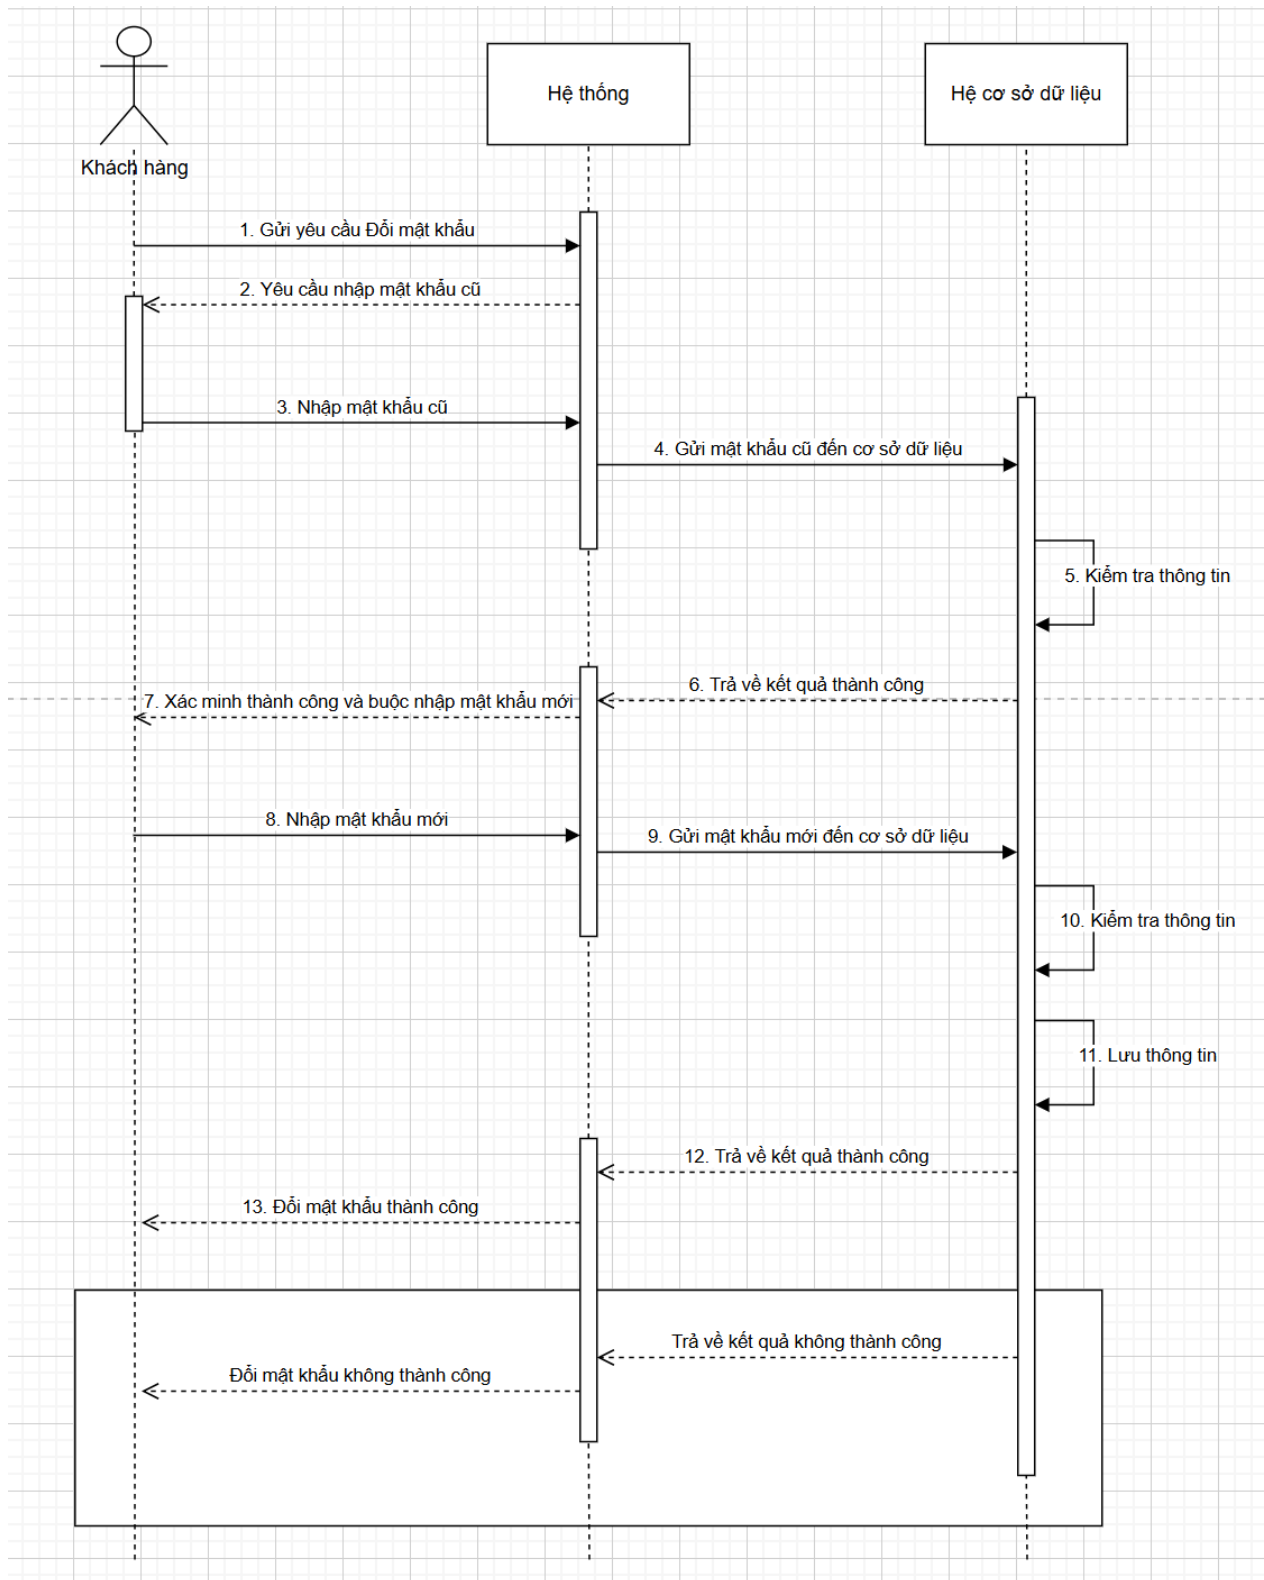 Hệ thống
Hệ cơ sở dữ liệu
Khách hàng
1. Gửi yêu cầu Đổi mật khẩu
2. Yêu cầu nhập mật khẩu cũ
3. Nhập mật khẩu cũ
4. Gửi mật khẩu cũ đến cơ sở dữ liệu
5. Kiểm tra thông tin
6. Trả về kết quả thành công
7. Xác minh thành công và buộc nhập mật khẩu mới
8. Nhập mật khẩu mới
9. Gửi mật khẩu mới đến cơ sở dữ liệu
10. Kiểm tra thông tin
11. Lưu thông tin
12. Trả về kết quả thành công
13. Đổi mật khẩu thành công
Trả về kết quả không thành công
Đổi mật khẩu không thành công